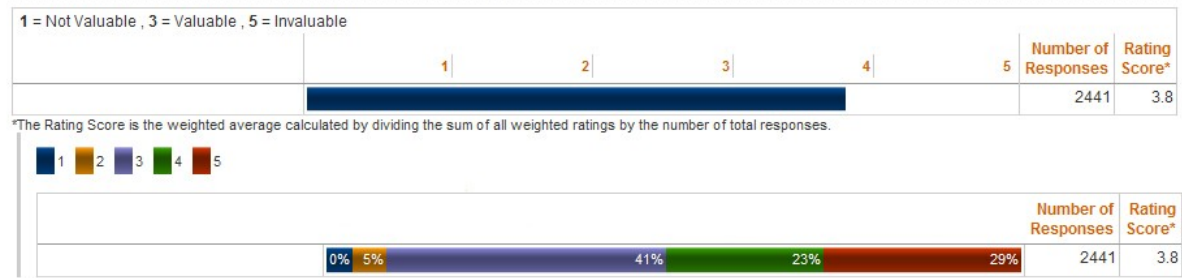 1 = Not Valuable , 3 = Valuable , 5 = Invaluable
1 2 3 4 5 Number of Responses Rating Score*
2441 3.8
*The Rating Score is the weighted average calculated by dividing the sum of all weighted ratings by the number of total responses.
1 2 3 4 5
Number of Responses Rating Score*
0% 5% 41% 23% 29% 2441 3.8